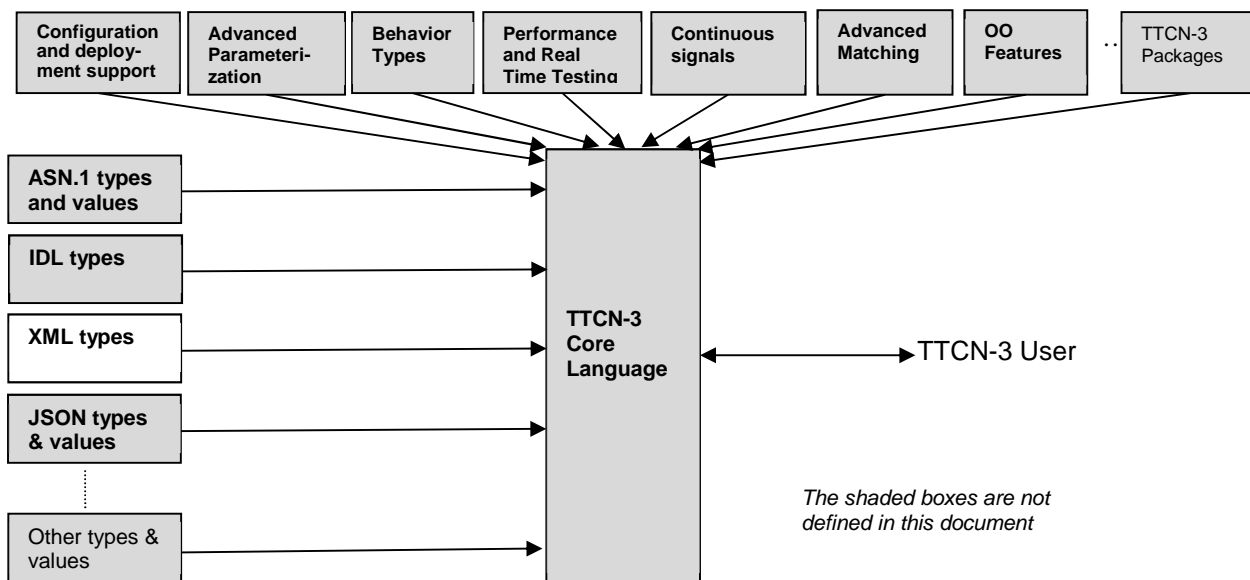 Configuration
and deploy-
ment support
Advanced
Parameteri-
zation
Behavior
Types
Performance
and Real
Time Testing
Continuous
signals
Advanced
Matching
OO
Features
..
TTCN-3
Packages
ASN.1 types
and values
IDL types
XML types
JSON types
& values
Other types &
values
TTCN-3
Core
Language
TTCN-3 User
The shaded boxes are not
defined in this document